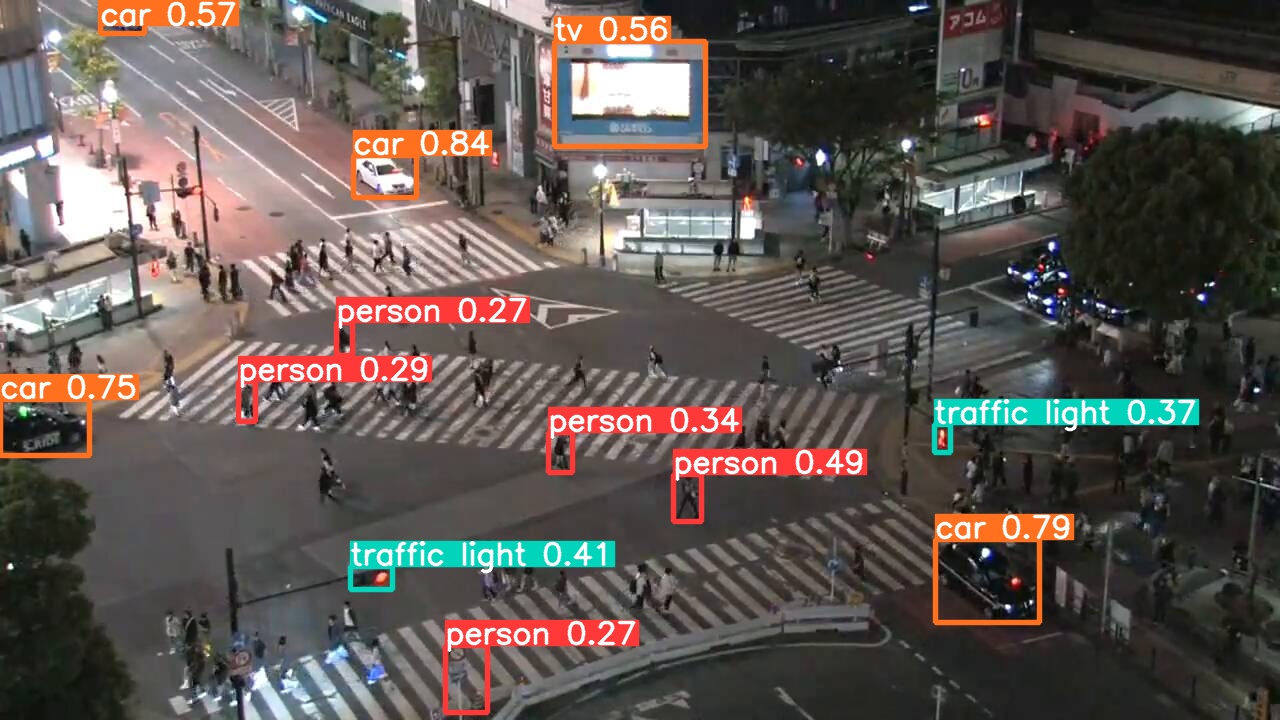 car 0.57
tv 0.56
アコム
car 0.84
person 0.27
person 0.29
car 0.75
traffic light 0.37
person 0.34
person 0.49
car 0.79
traffic light 0.41
person 0.27